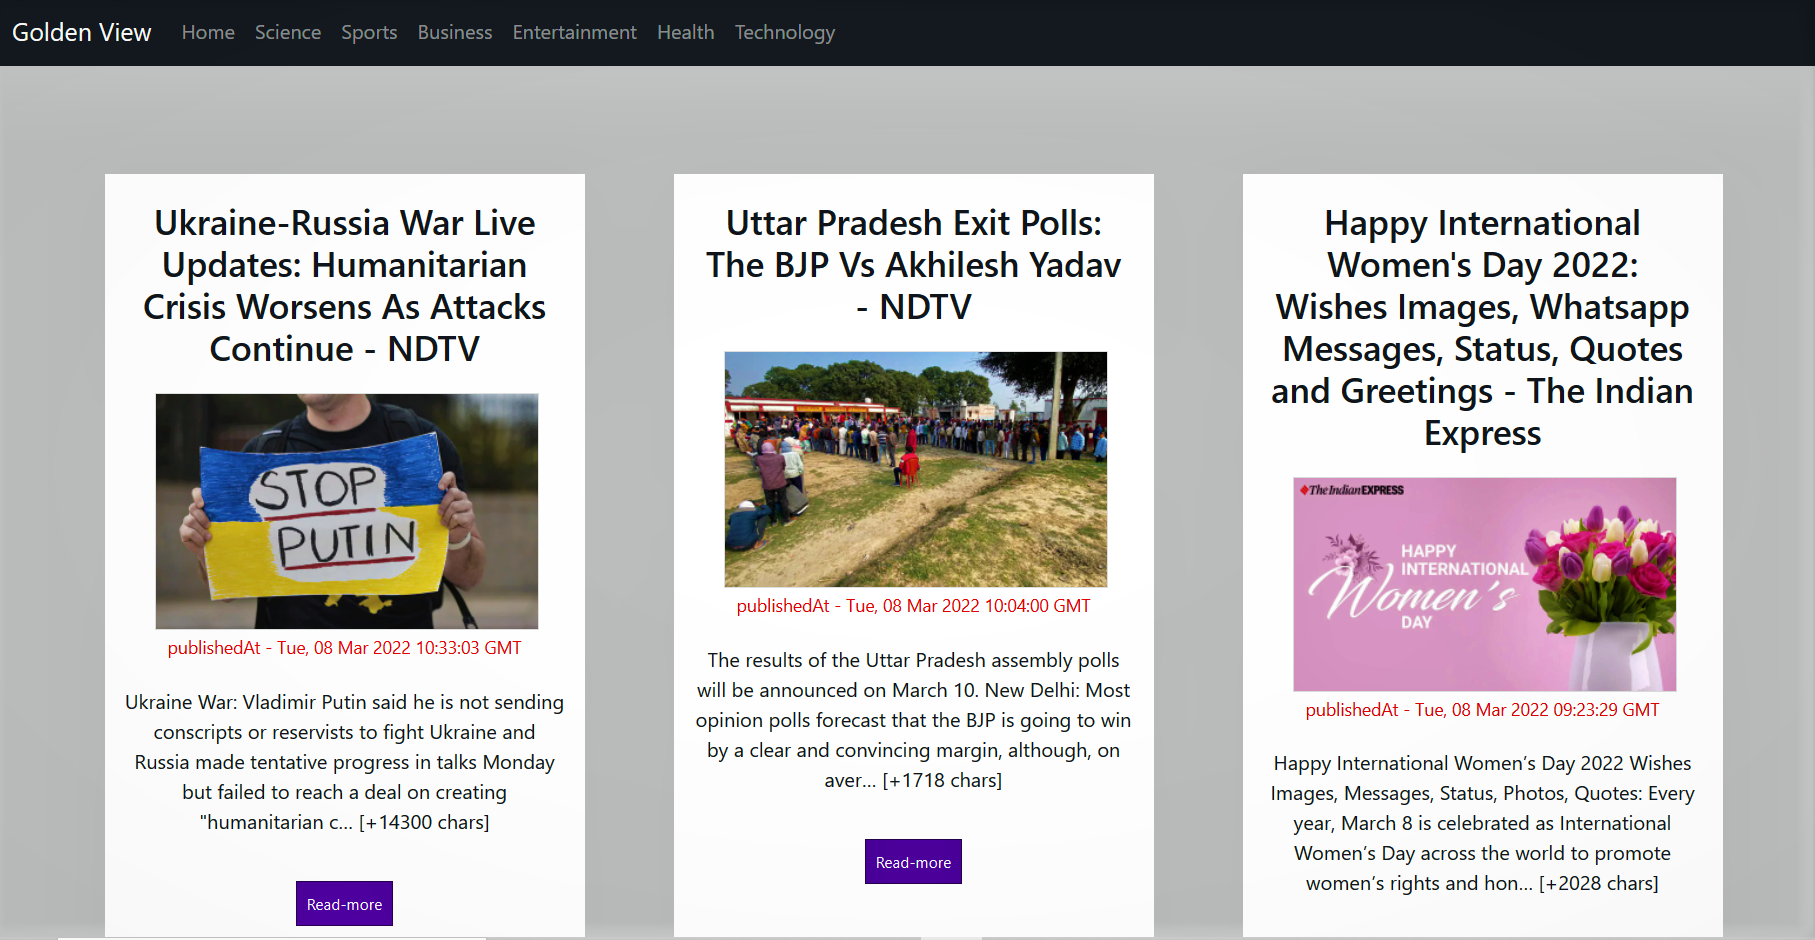 Golden View Home Science Sports Business Entertainment Health Technology
Ukraine-Russia War Live
Updates: Humanitarian
Crisis Worsens As Attacks
Continue - NDTV
STOP
PUTIN
publishedAt - Tue, 08 Mar 2022 10:33:03 GMT
Ukraine War: Vladimir Putin said he is not sending
conscripts or reservists to fight Ukraine and
Russia made tentative progress in talks Monday
but failed to reach a deal on creating
"humanitarian c... [+14300 chars]
Read-more
Uttar Pradesh Exit Polls:
The BJP Vs Akhilesh Yadav
- NDTV
publishedAt - Tue, 08 Mar 2022 10:04:00 GMT
The results of the Uttar Pradesh assembly polls
will be announced on March 10. New Delhi: Most
opinion polls forecast that the BJP is going to win
by a clear and convincing margin, although, on
aver... [+1718 chars]
Read-more
Happy International
Women's Day 2022:
Wishes Images, Whatsapp
Messages, Status, Quotes
and Greetings - The Indian
Express
The Indian EXPRESS
HAPPY
INTERNATIONAL
Women's
DAY
publishedAt - Tue, 08 Mar 2022 09:23:29 GMT
Happy International Women’s Day 2022 Wishes
Images, Messages, Status, Photos, Quotes: Every
year, March 8 is celebrated as International
Women’s Day across the world to promote
women’s rights and hon... [+2028 chars]